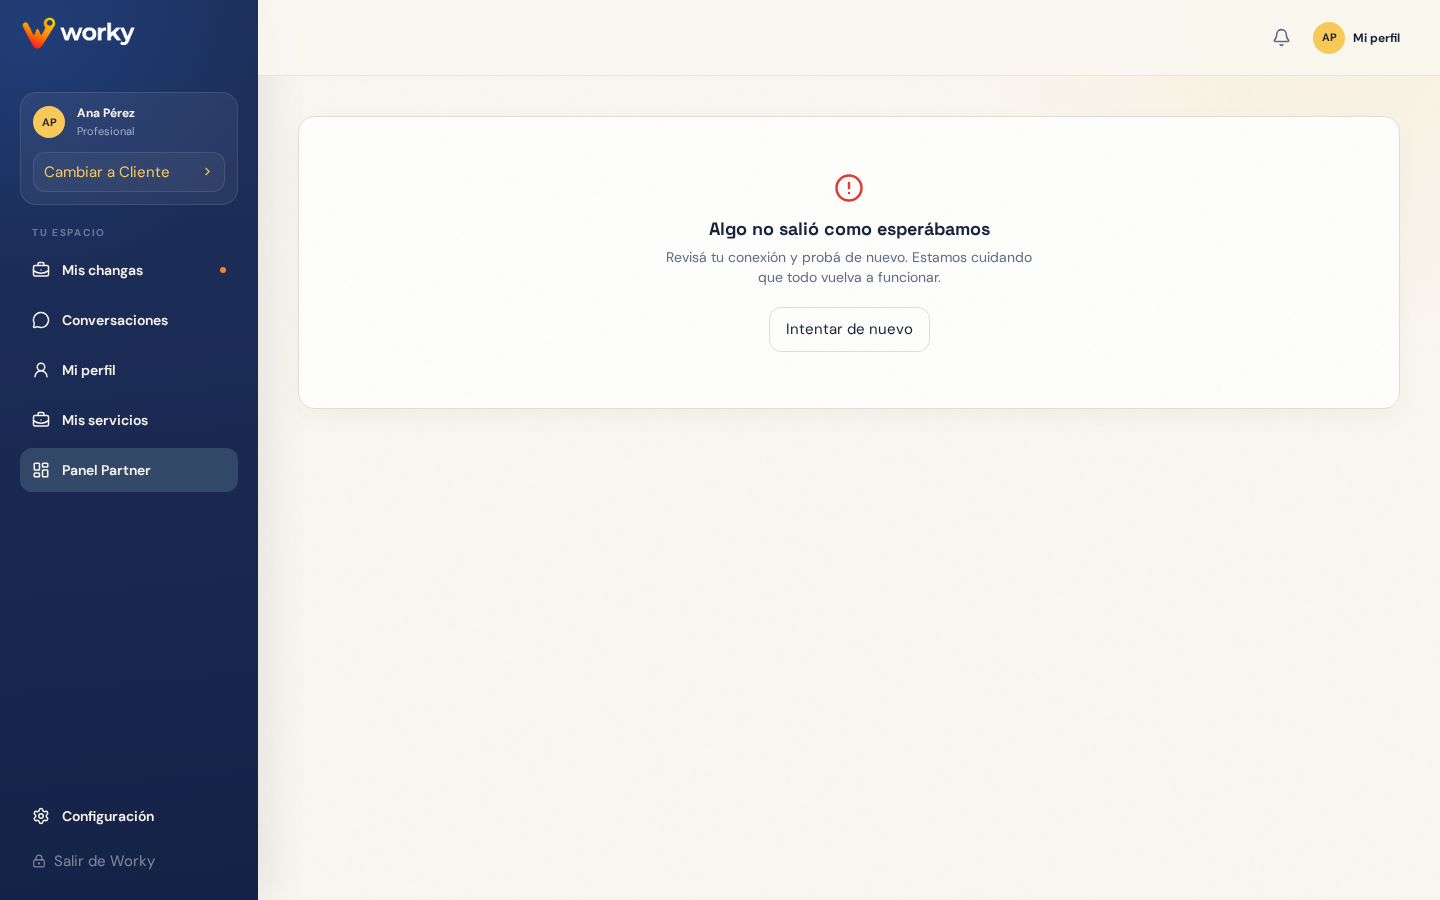 worky
AP
Mi perfil
AP
Ana Pérez
Profesional
Cambiar a Cliente
TU ESPACIO
Mis changas
Conversaciones
Mi perfil
Mis servicios
Panel Partner
Configuración
Salir de Worky
Algo no salió como esperábamos
Revisá tu conexión y probá de nuevo. Estamos cuidando
que todo vuelva a funcionar.
Intentar de nuevo